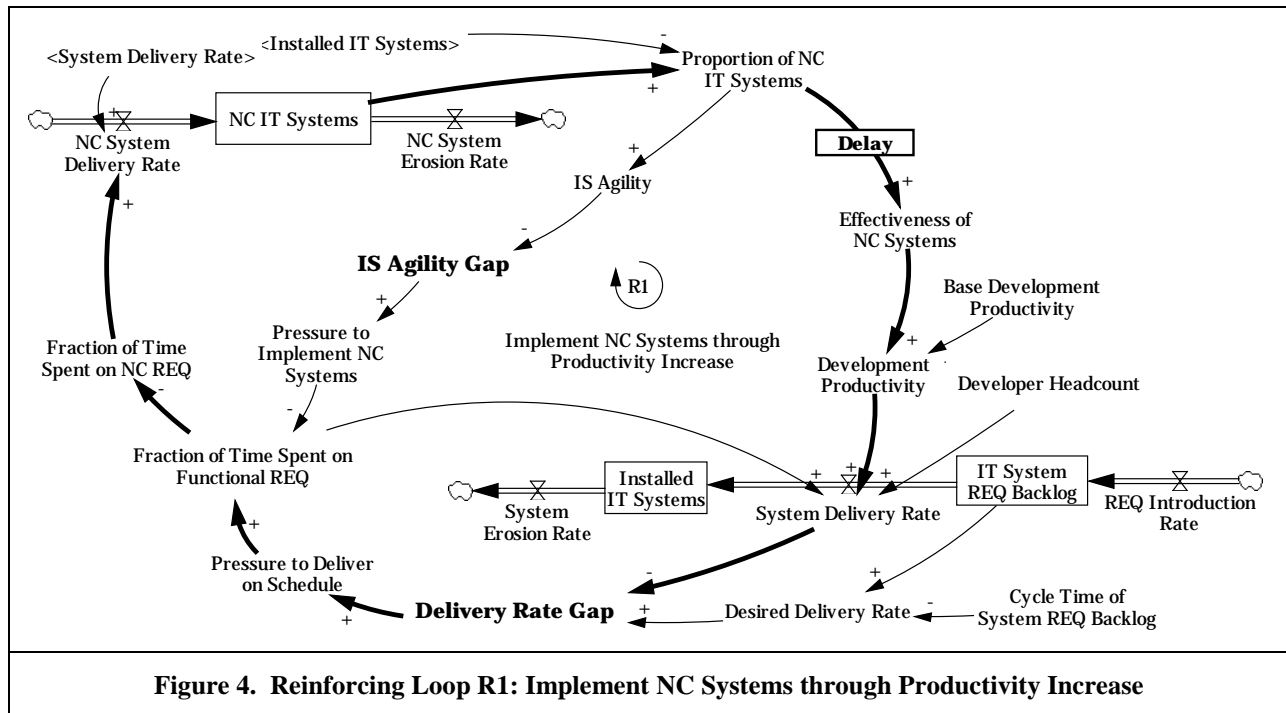 <System Delivery Rate>
<Installed IT Systems>
-
Proportion of NC
IT Systems
+
+
NC IT Systems
NC System
Delivery Rate
NC System
Erosion Rate
+
Delay
IS Agility
+
+
Effectiveness of
NC Systems
-
IS Agility Gap
R1
+
Base Development
Productivity
Pressure to
Implement NC
Systems
Implement NC Systems through
Productivity Increase
+
Fraction of Time
Spent on NC REQ
Development
Productivity
Developer Headcount
-
-
Fraction of Time Spent on
Functional REQ
+
+
+
Installed
IT Systems
IT System
REQ Backlog
System
Erosion Rate
System Delivery Rate
REQ Introduction
Rate
+
Pressure to Deliver
on Schedule
-
+
+
Delivery Rate Gap
+
Desired Delivery Rate
-
Cycle Time of
System REQ Backlog
Figure 4. Reinforcing Loop R1: Implement NC Systems through Productivity Increase